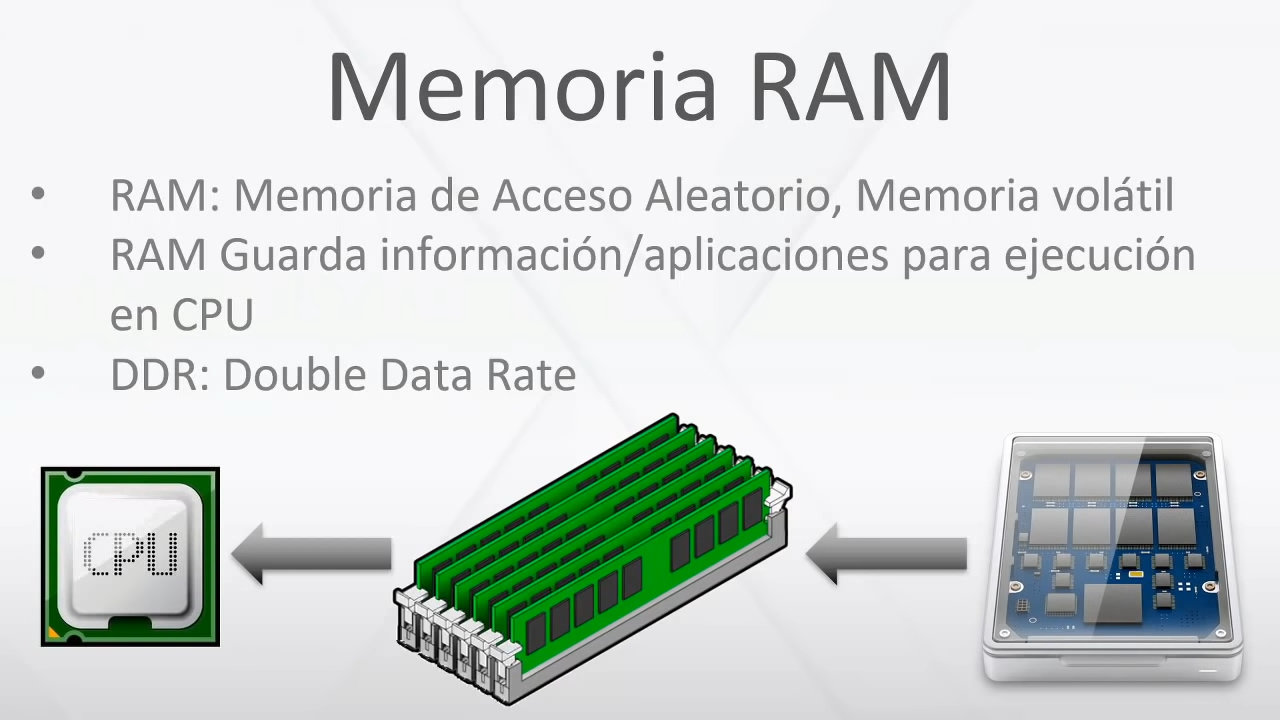 Memoria RAM
• RAM: Memoria de Acceso Aleatorio, Memoria volátil
• RAM Guarda información/aplicaciones para ejecución
en CPU
• DDR: Double Data Rate
CPU